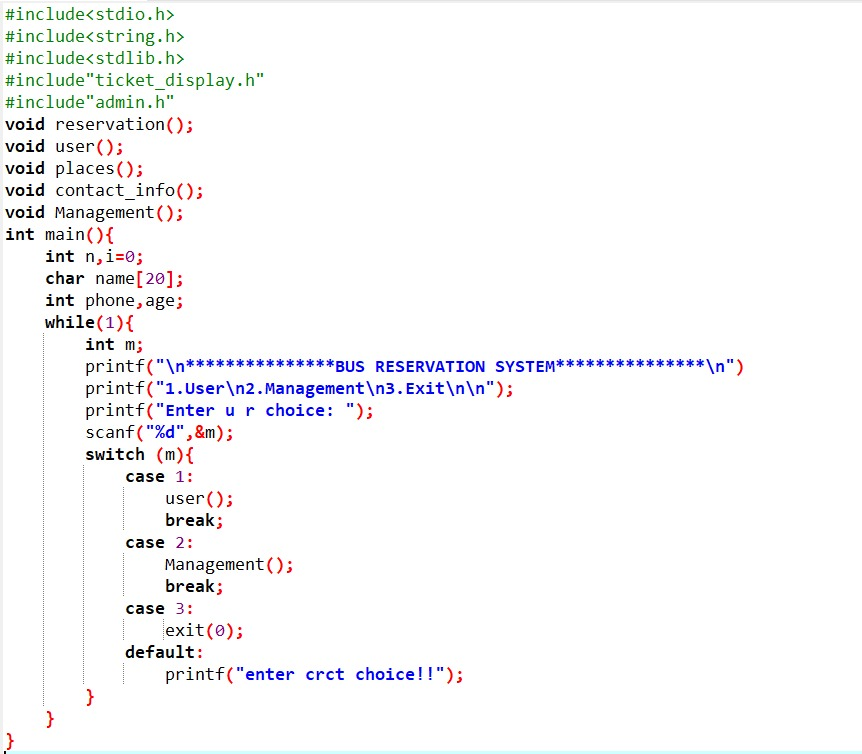 #include<stdio.h>
#include<string.h>
#include<stdlib.h>
#include"ticket_display.h"
#include"admin.h"
void reservation();
void user();
void places();
void contact_info();
void Management();
int main(){
    int n,i=0;
    char name[20];
    int phone,age;
    while(1){
        int m;
        printf("\n***************BUS RESERVATION SYSTEM***************\n")
        printf("1.User\n2.Management\n3.Exit\n\n");
        printf("Enter u r choice: ");
        scanf("%d",&m);
        switch (m){
            case 1:
                user();
                break;
            case 2:
                Management();
                break;
            case 3:
                exit(0);
            default:
                printf("enter crct choice!!");
        }
    }
}